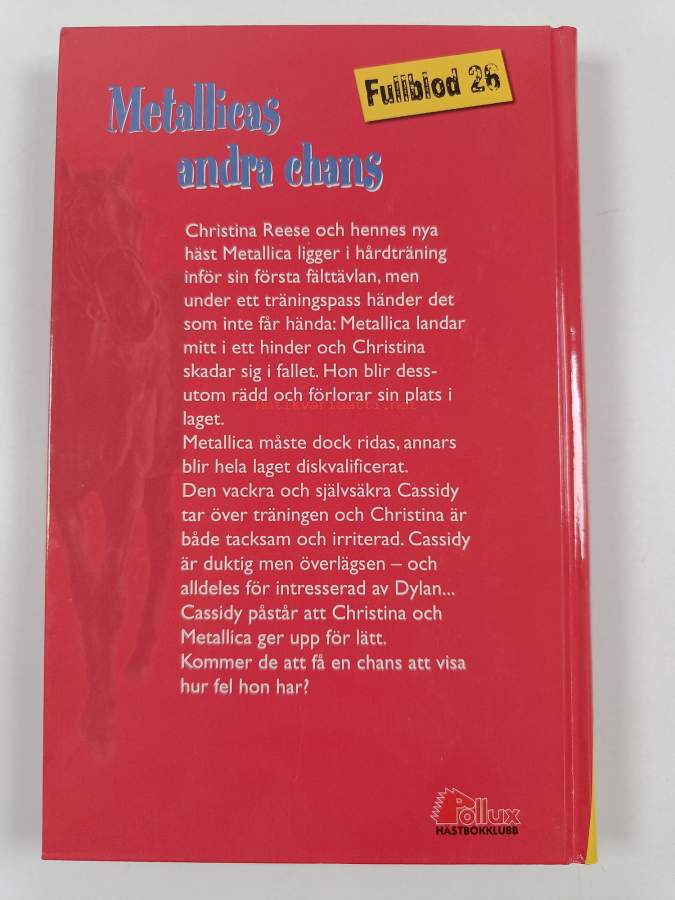 Fullblod 26
Metallicas
andra chans
Christina Reese och hennes nya
häst Metallica ligger i hårdträning
inför sin första fälttävlan, men
under ett träningspass händer det
som inte får hända: Metallica landar
mitt i ett hinder och Christina
skadar sig i fallet. Hon blir dess-
utom rädd och förlorar sin plats i
Antikvariaatti.net
laget.
Metallica måste dock ridas, annars
blir hela laget diskvalificerat.
Den vackra och självsäkra Cassidy
tar över träningen och Christina är
både tacksam och irriterad. Cassidy
är duktig men överlägsen – och
alldeles för intresserad av Dylan...
Cassidy påstår att Christina och
Metallica ger upp för lätt.
Kommer de att få en chans att visa
hur fel hon har?
Pollux
HÄSTBOKKLUBB